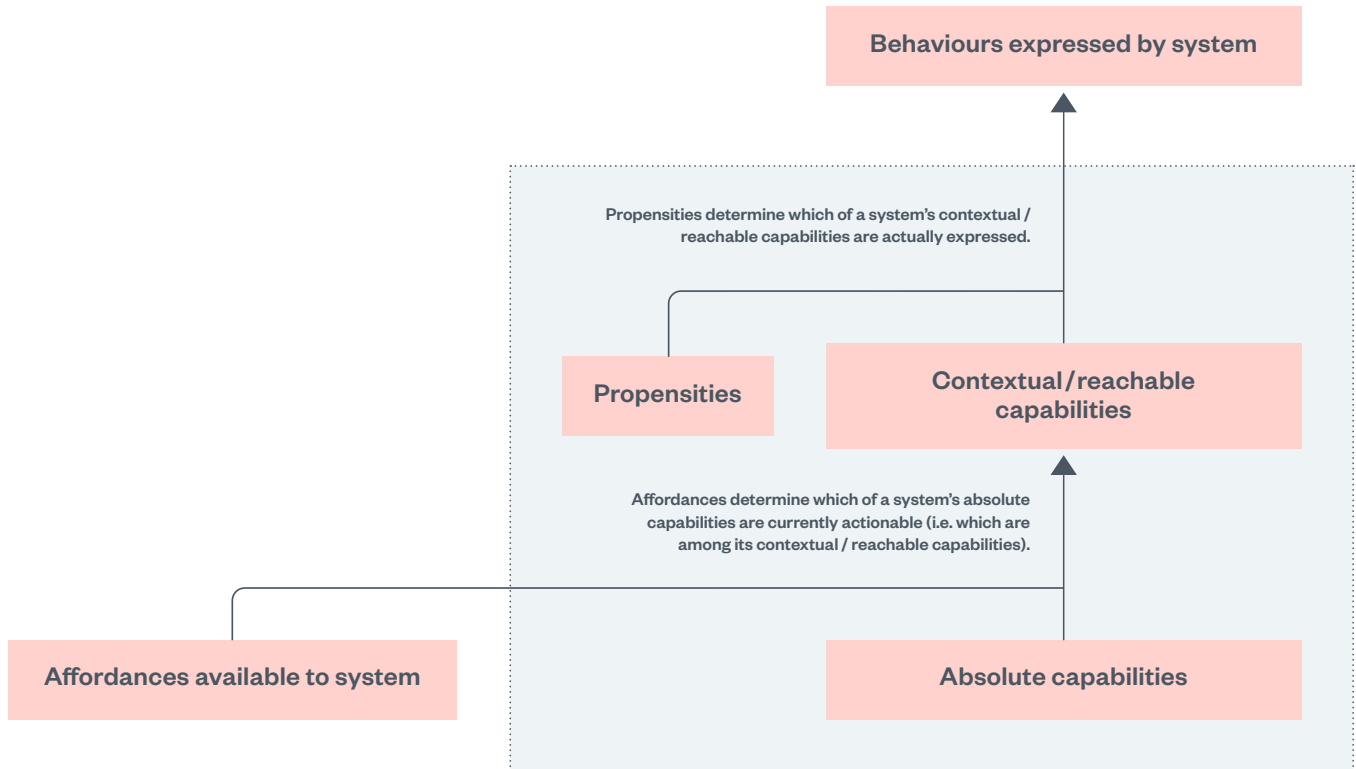 Behaviours expressed by system
Propensities determine which of a system's contextual /
reachable capabilities are actually expressed.
Propensities
Contextual/reachable
capabilities
Affordances determine which of a system's absolute
capabilities are currently actionable (i.e. which are
among its contextual / reachable capabilities).
Affordances available to system
Absolute capabilities